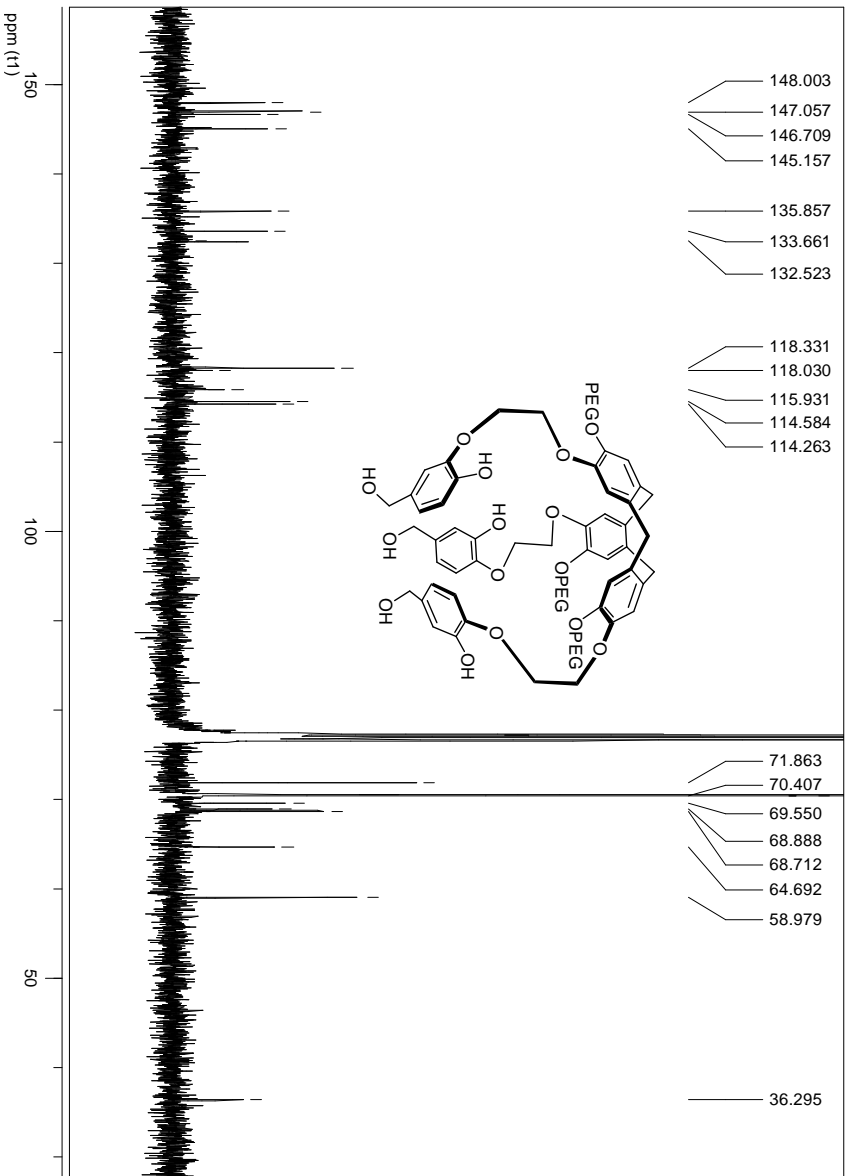 148.003
147.057
146.709
145.157
135.857
133.661
132.523
118.331
118.030
115.931
114.584
114.263
71.863
70.407
69.550
68.888
68.712
64.692
58.979
36.295
PEGO
O
O
HO
HO
O
OPEG
HO
O
HO
OH
OPEG
O
O
OH
OH
150
100
50
ppm (t1)